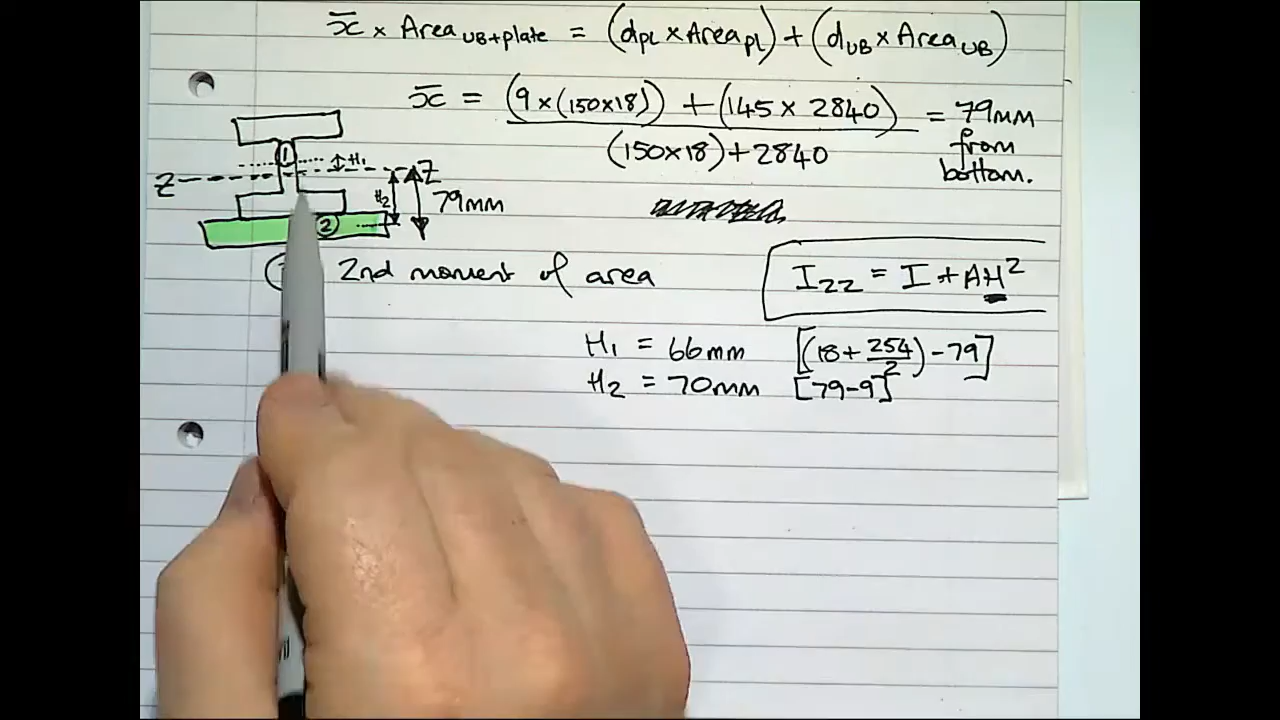 x̄ × Area UB+plate = (dPL × Area PL) + (dUB × Area UB)
x̄ = (9 × (150×18)) + (145 × 2840) / (150×18) + 2840 = 79mm from bottom.
1 H1
Z Z
H2 79mm
2
2nd moment of area
Izz = I + AH²
H1 = 66mm [(18 + 254/2) - 79]
H2 = 70mm [79-9]